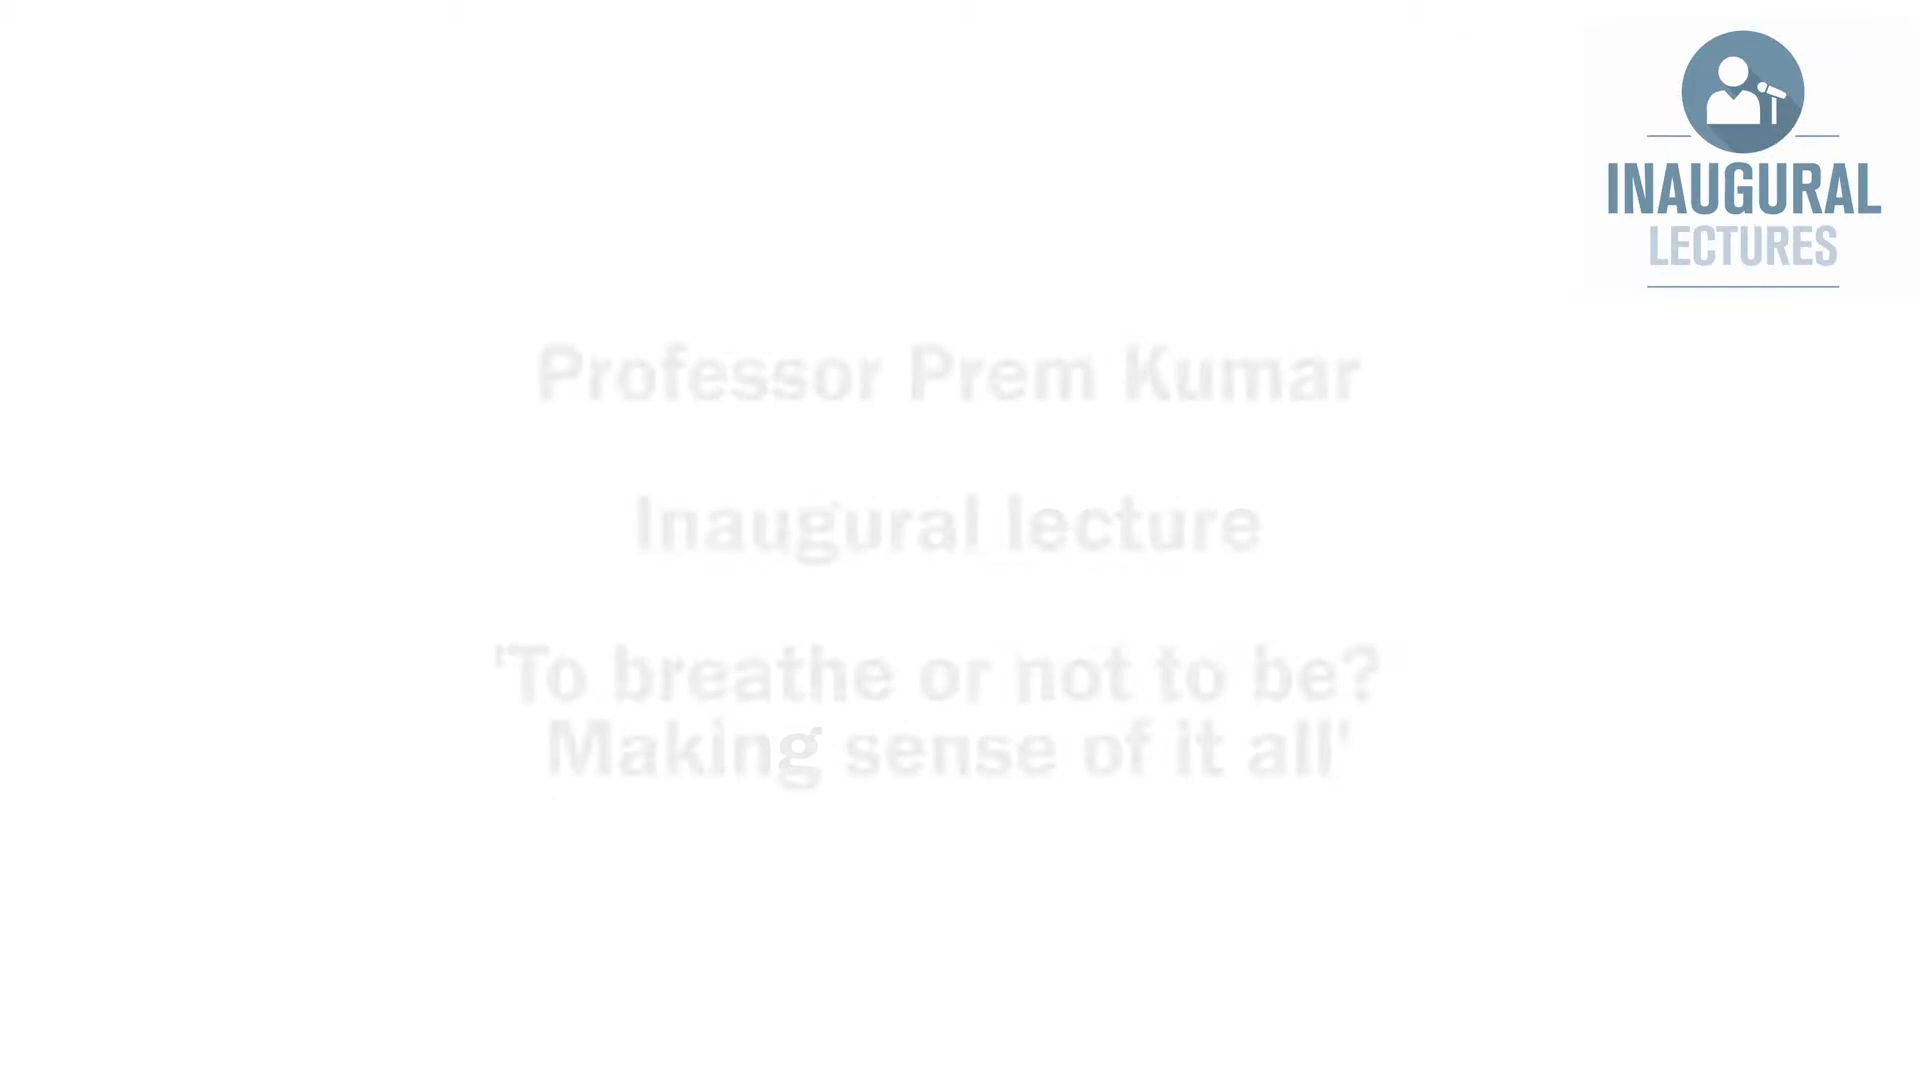 INAUGURAL
LECTURES
Professor Prem Kumar
Inaugural lecture
'To breathe or not to be?
Making sense of it all'